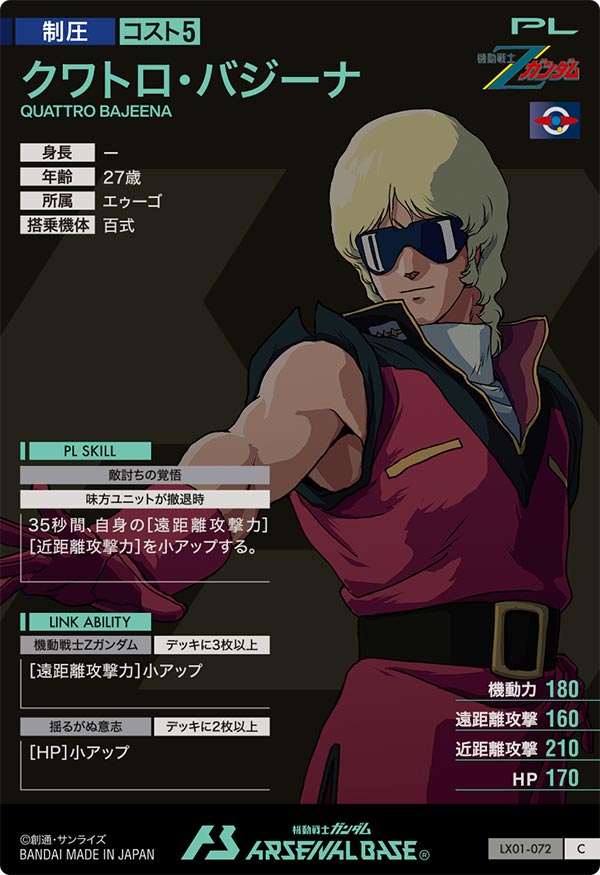 制圧 コスト5 PL
クワトロ・バジーナ
QUATTRO BAJEENA
機動戦士Zガンダム
身長 ー
年齢 27歳
所属 エゥーゴ
搭乗機体 百式
PL SKILL
敵討ちの覚悟
味方ユニットが撤退時
35秒間、自身の[遠距離攻撃力]
[近距離攻撃力]を小アップする。
LINK ABILITY
機動戦士Zガンダム デッキに3枚以上
[遠距離攻撃力]小アップ
揺るがぬ意志 デッキに2枚以上
[HP]小アップ
機動力 180
遠距離攻撃 160
近距離攻撃 210
HP 170
©創通・サンライズ
BANDAI MADE IN JAPAN
機動戦士ガンダム
AB ARSENAL BASE®
LX01-072 C